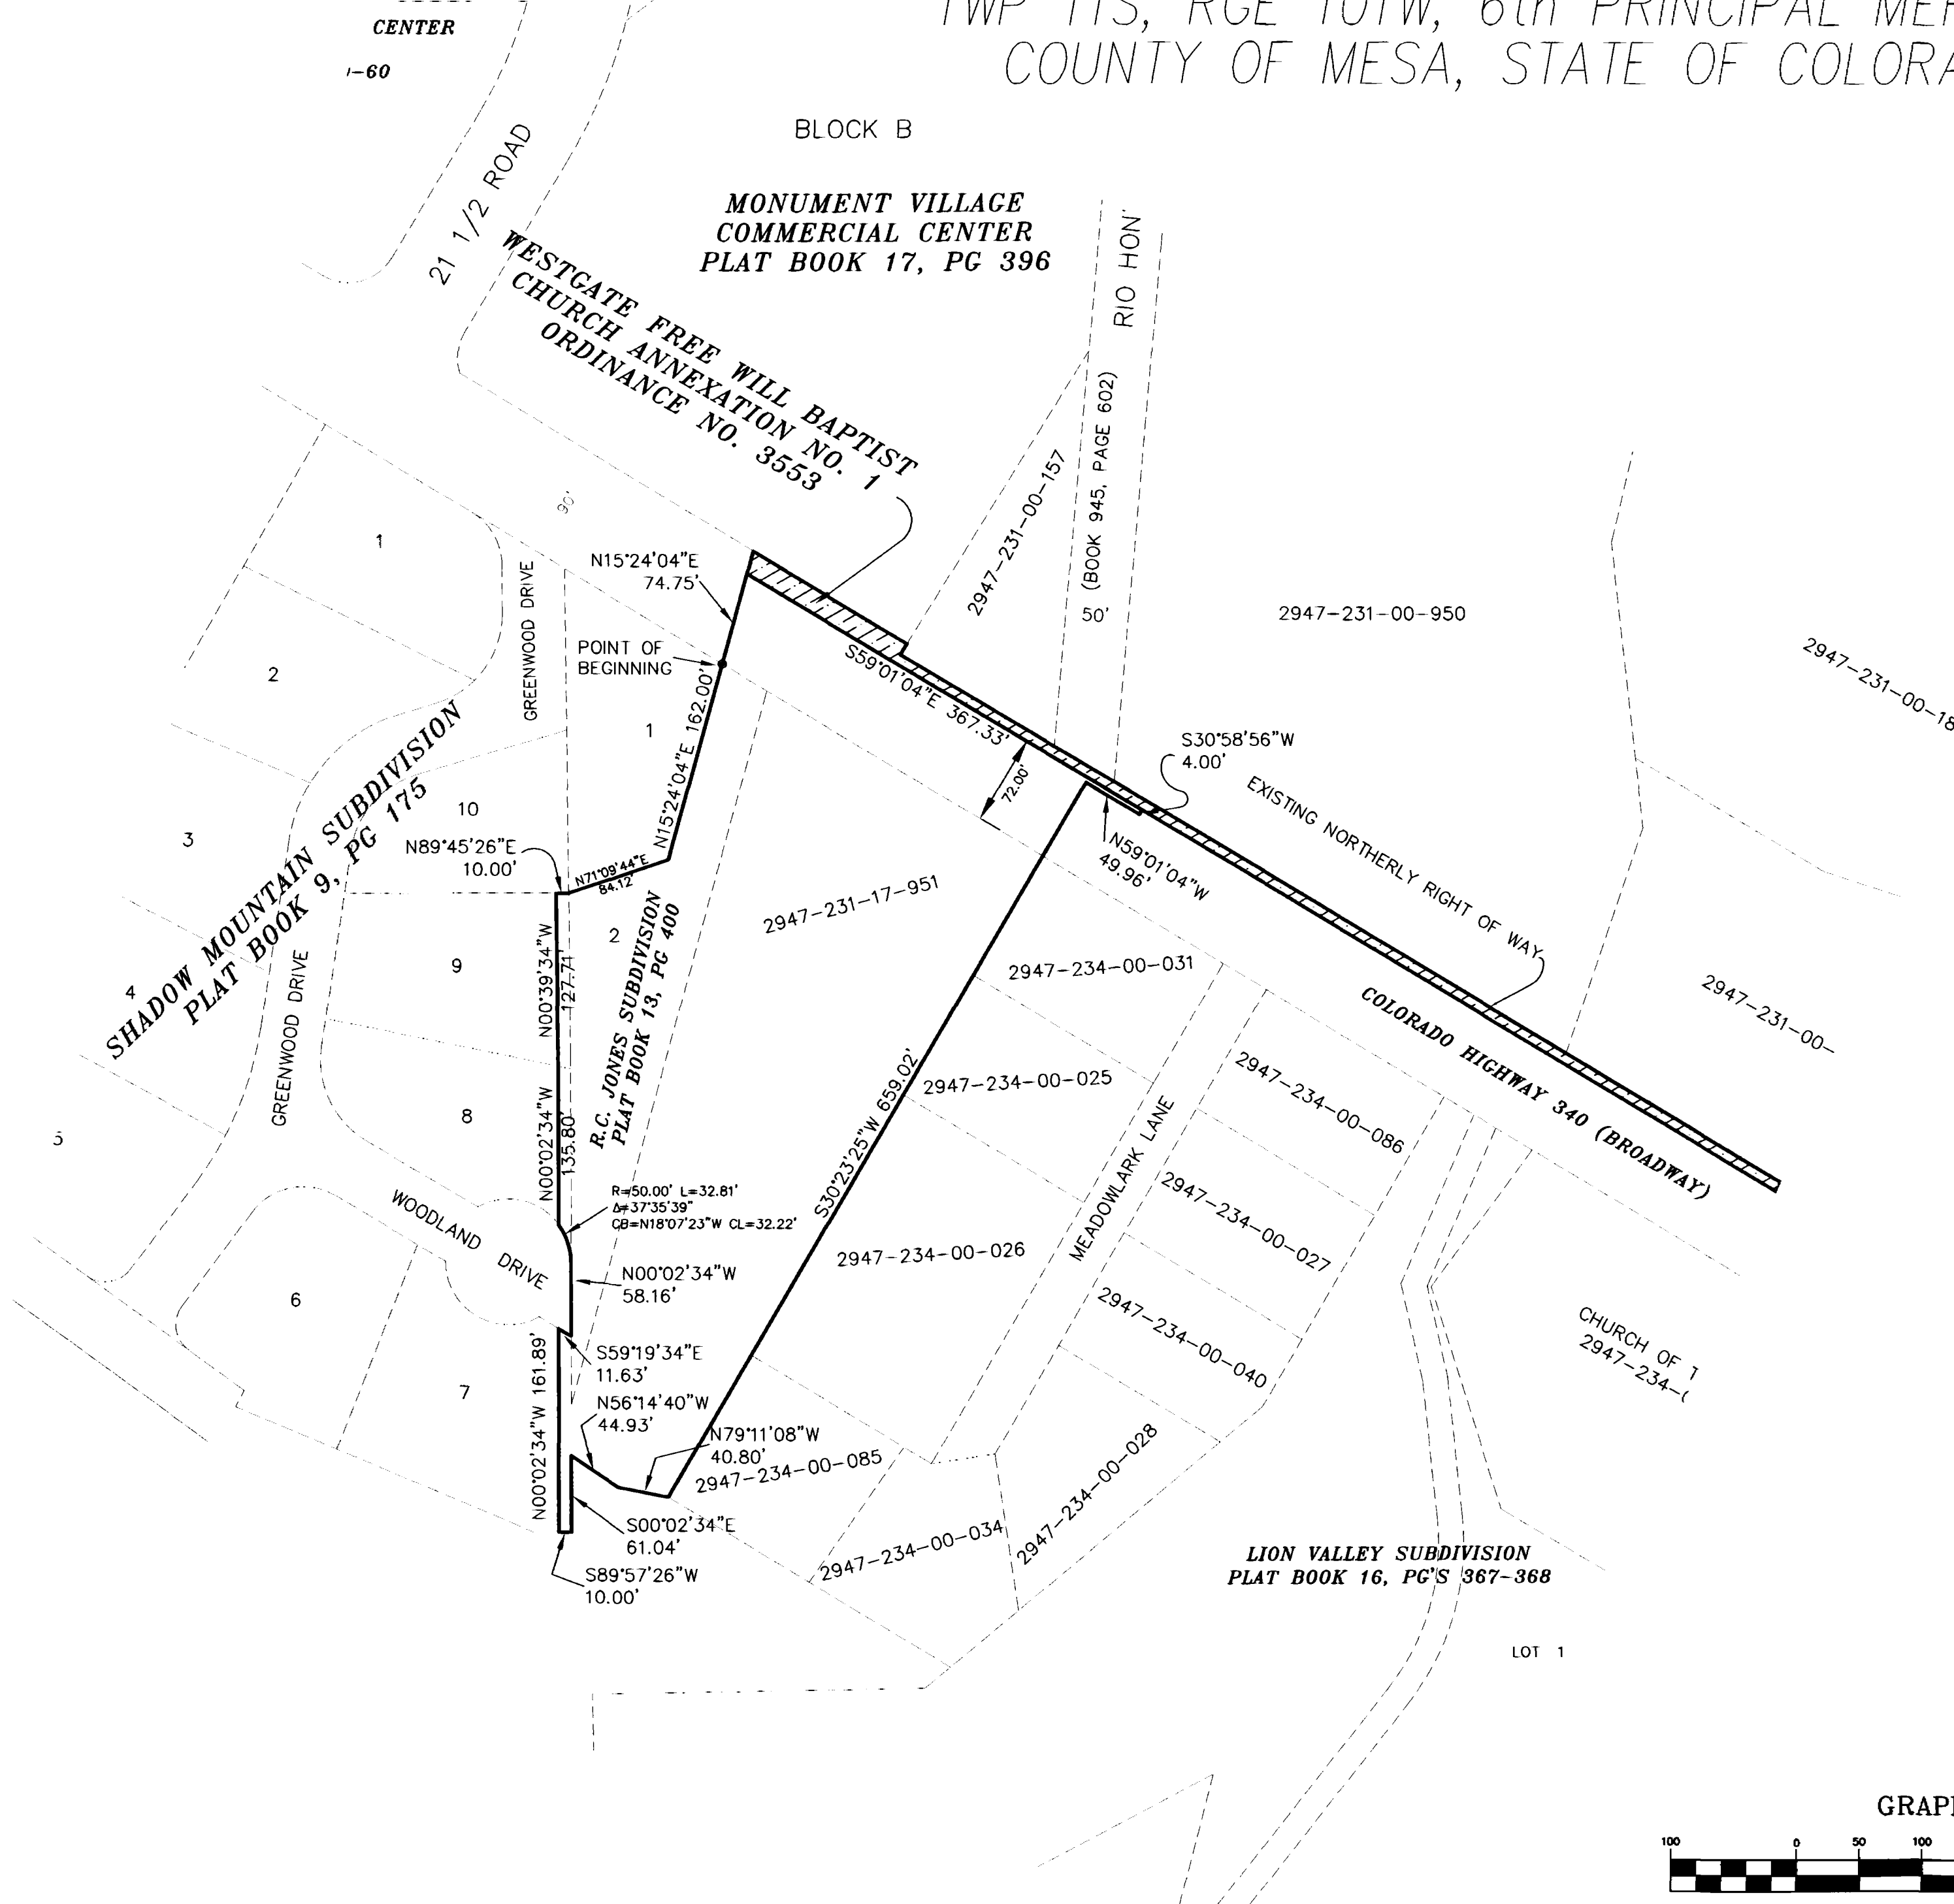 CENTER
COUNTY OF MESA, STATE OF
BLOCK B
21 1/2 ROAD
MONUMENT VILLAGE
COMMERCIAL CENTER
PLAT BOOK 17, PG 396
WESTGATE FREE WILL BAPTIST
CHURCH ANNEXATION NO. 1
ORDINANCE NO. 3553
RIO HON'
(BOOK 945, PAGE 602)
50'
2947-231-00-157
2947-231-00-950
2947-231-00-18
90'
1
2
3
4
5
GREENWOOD DRIVE
N15°24'04"E
74.75'
POINT OF
BEGINNING
1
N15°24'04"E 162.00'
S59°01'04"E 367.33'
72.00'
S30°58'56"W
4.00'
N59°01'04"W
49.96'
EXISTING NORTHERLY RIGHT OF WAY
SHADOW MOUNTAIN SUBDIVISION
PLAT BOOK 9, PG 175
10
N89°45'26"E
10.00'
N71°09'44"E
84.12'
2
9
8
N00°39'34"W
127.71'
N00°02'34"W
135.80'
R.C. JONES SUBDIVISION
PLAT BOOK 13, PG 400
2947-231-17-951
2947-234-00-031
2947-234-00-025
2947-234-00-026
S30°23'25"W 659.02'
COLORADO HIGHWAY 340 (BROADWAY)
2947-231-00-
GREENWOOD DRIVE
MEADOWLARK LANE
2947-234-00-086
2947-234-00-027
2947-234-00-040
2947-234-00-028
R=50.00' L=32.81'
Δ=37°35'39"
CB=N18°07'23"W CL=32.22'
WOODLAND DRIVE
N00°02'34"W
58.16'
6
7
S59°19'34"E
11.63'
N00°02'34"W 161.89'
N56°14'40"W
44.93'
N79°11'08"W
40.80'
2947-234-00-085
S00°02'34"E
61.04'
S89°57'26"W
10.00'
2947-234-00-034
CHURCH OF
2947-234-
LION VALLEY SUBDIVISION
PLAT BOOK 16, PG'S 367-368
LOT 1
100 0 50 100